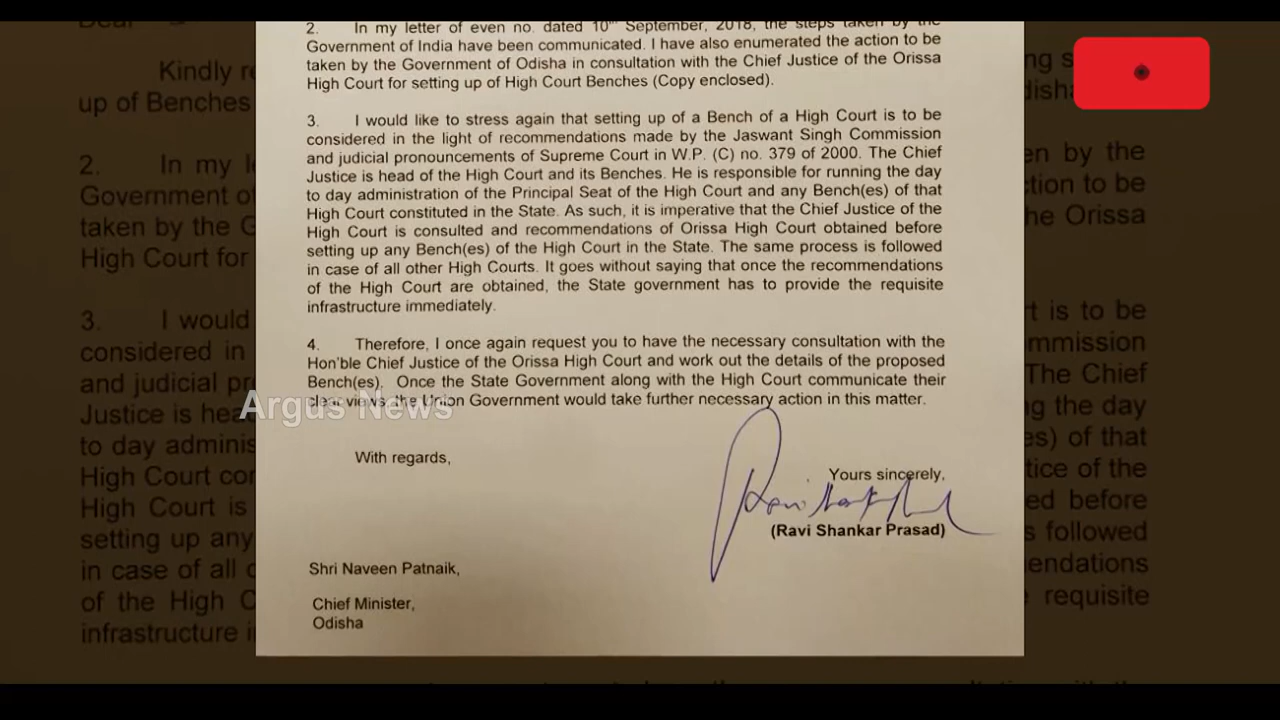 2. In my letter of even no. dated 10th September, 2018, the steps taken by the
Government of India have been communicated. I have also enumerated the action to be
taken by the Government of Odisha in consultation with the Chief Justice of the Orissa
High Court for setting up of High Court Benches (Copy enclosed).
3. I would like to stress again that setting up of a Bench of a High Court is to be
considered in the light of recommendations made by the Jaswant Singh Commission
and judicial pronouncements of Supreme Court in W.P. (C) no. 379 of 2000. The Chief
Justice is head of the High Court and its Benches. He is responsible for running the day
to day administration of the Principal Seat of the High Court and any Bench(es) of that
High Court constituted in the State. As such, it is imperative that the Chief Justice of the
High Court is consulted and recommendations of Orissa High Court obtained before
setting up any Bench(es) of the High Court in the State. The same process is followed
in case of all other High Courts. It goes without saying that once the recommendations
of the High Court are obtained, the State government has to provide the requisite
infrastructure immediately.
4. Therefore, I once again request you to have the necessary consultation with the
Hon'ble Chief Justice of the Orissa High Court and work out the details of the proposed
Bench(es). Once the State Government along with the High Court communicate their
clear views, the Union Government would take further necessary action in this matter.
Argus News
With regards,
Yours sincerely,
(Ravi Shankar Prasad)
Shri Naveen Patnaik,
Chief Minister,
Odisha